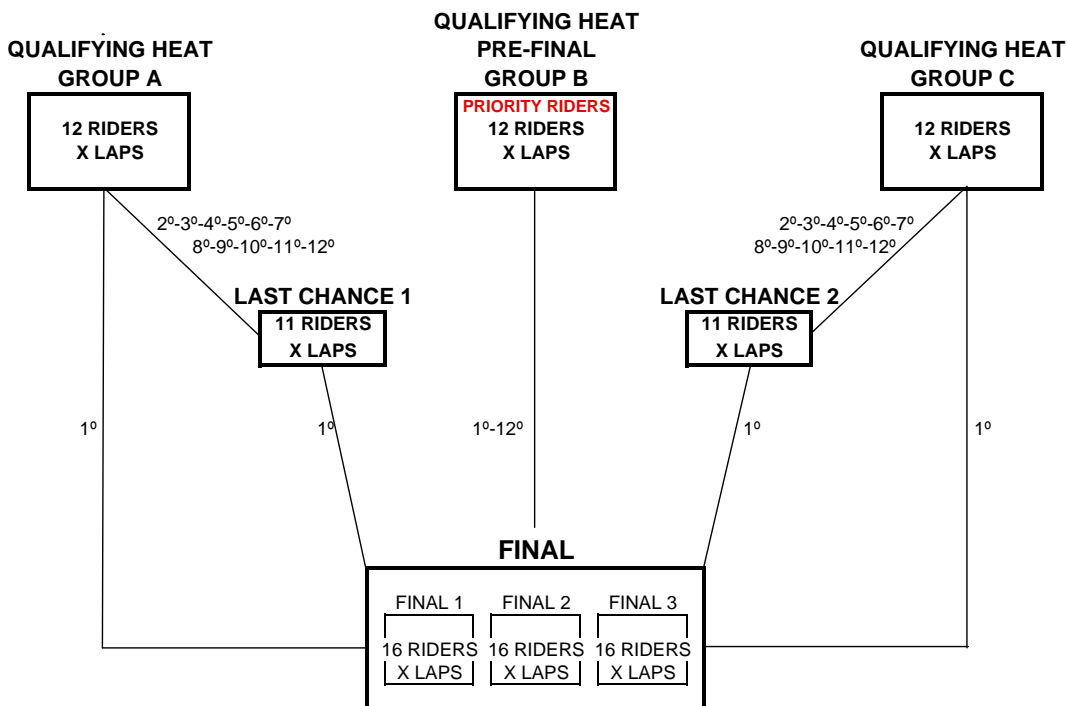 QUALIFYING HEAT
GROUP A
12 RIDERS
X LAPS
QUALIFYING HEAT
PRE-FINAL
GROUP B
PRIORITY RIDERS
12 RIDERS
X LAPS
QUALIFYING HEAT
GROUP C
12 RIDERS
X LAPS
2º-3º-4º-5º-6º-7º
8º-9º-10º-11º-12º
2º-3º-4º-5º-6º-7º
8º-9º-10º-11º-12º
LAST CHANCE 1
11 RIDERS
X LAPS
LAST CHANCE 2
11 RIDERS
X LAPS
1º
1º
1º-12º
1º
1º
FINAL
FINAL 1
16 RIDERS
X LAPS
FINAL 2
16 RIDERS
X LAPS
FINAL 3
16 RIDERS
X LAPS